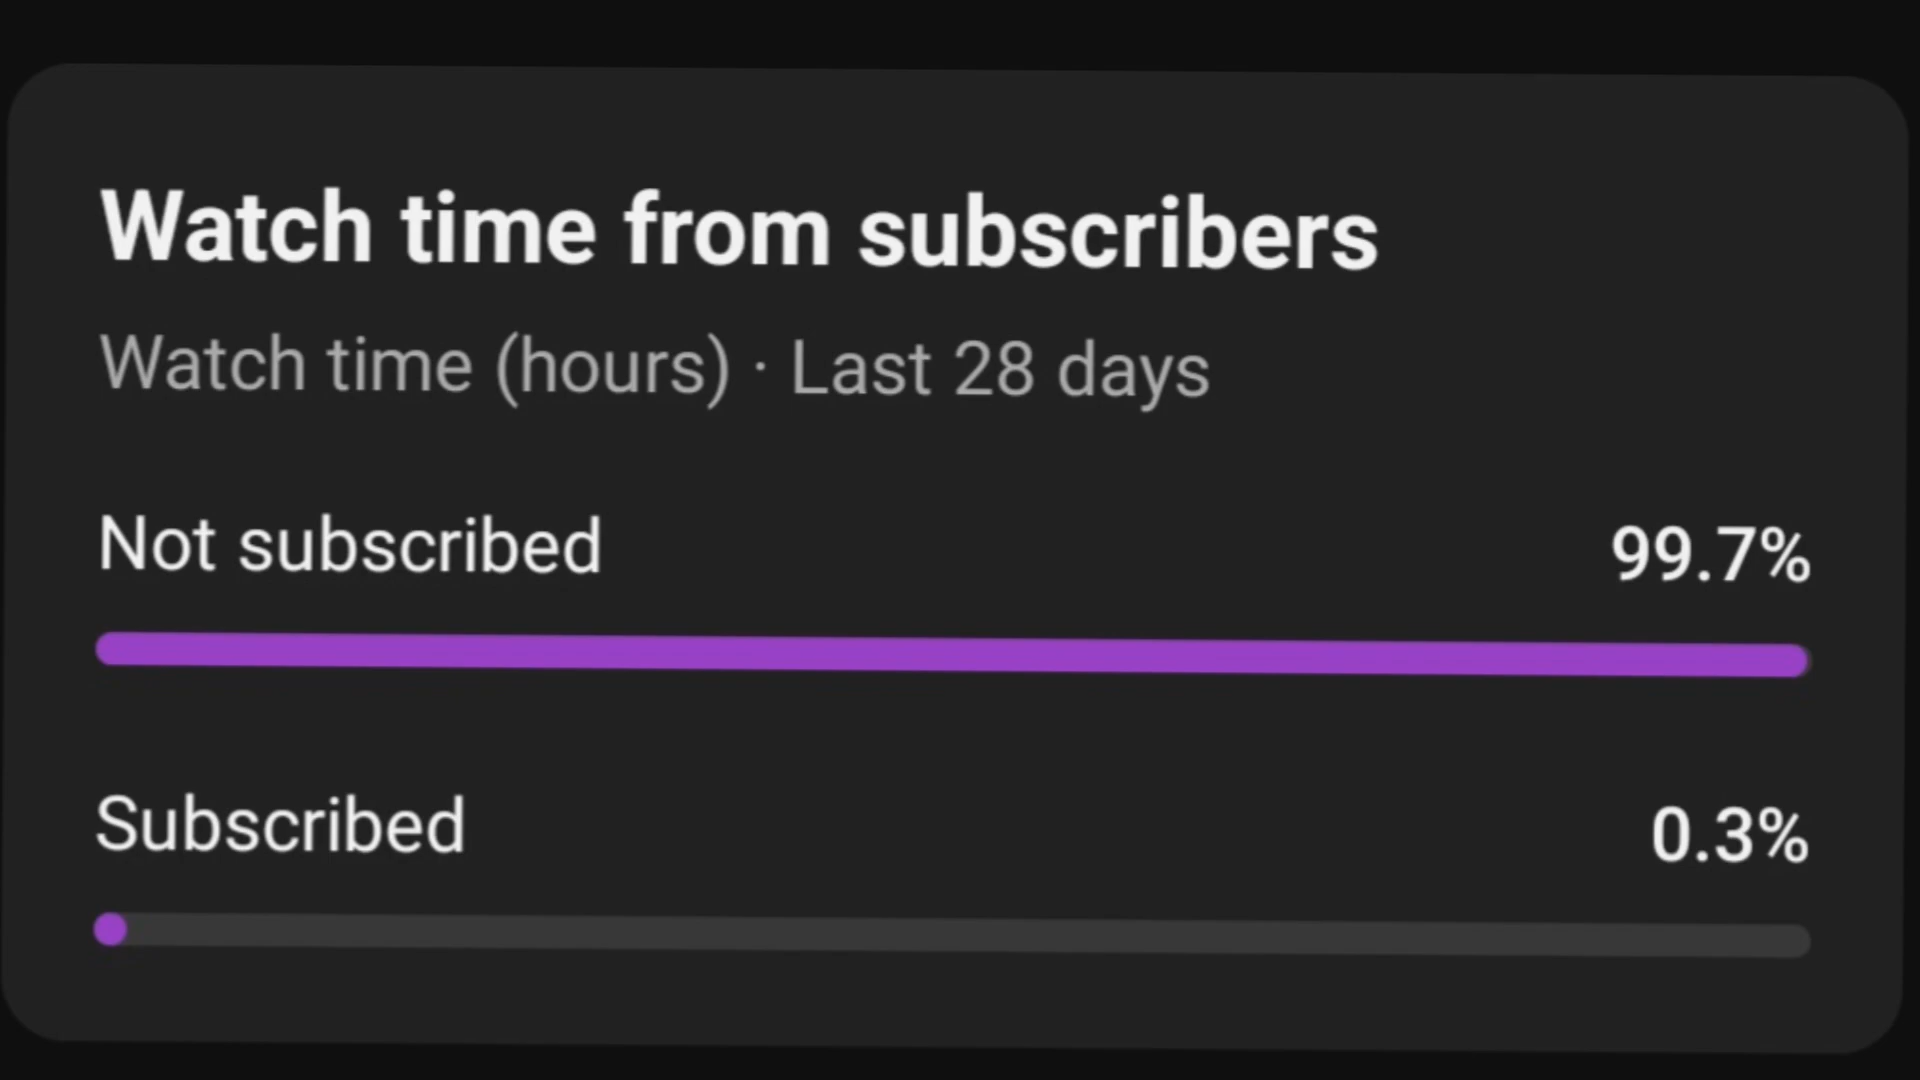 Watch time from subscribers
Watch time (hours) · Last 28 days
Not subscribed 99.7%
Subscribed 0.3%